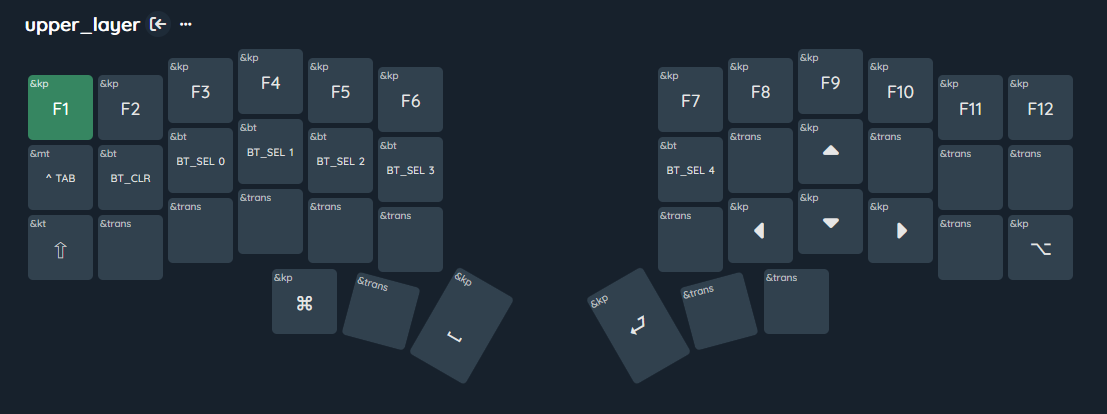 upper_layer
&kp F1
&kp F2
&kp F3
&kp F4
&kp F5
&kp F6
&kp F7
&kp F8
&kp F9
&kp F10
&kp F11
&kp F12
&mt ^ TAB
&bt BT_CLR
&bt BT_SEL 0
&bt BT_SEL 1
&bt BT_SEL 2
&bt BT_SEL 3
&bt BT_SEL 4
&trans
&kp
&trans
&trans
&trans
&kt ⇧
&trans
&trans
&trans
&trans
&trans
&trans
&kp
&kp
&kp
&trans
&kp ⌥
&kp ⌘
&trans
&kp
&kp
&trans
&trans